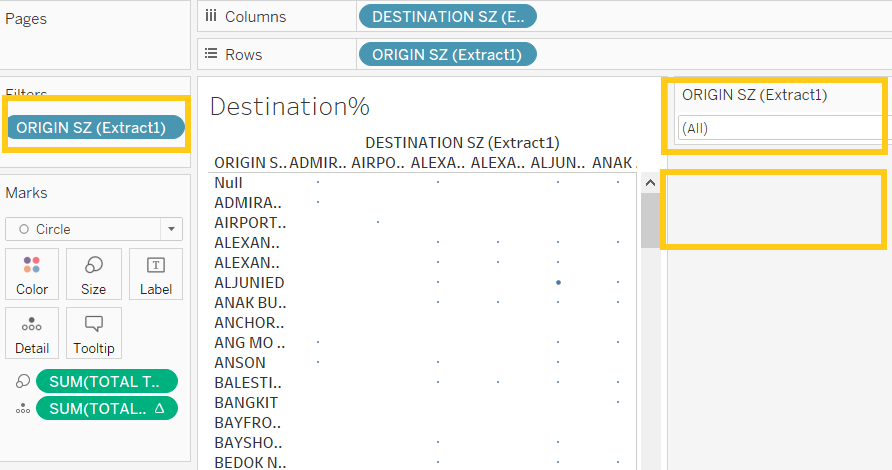 Pages
Columns
DESTINATION SZ (E..
Rows
ORIGIN SZ (Extract1)
Filters
ORIGIN SZ (Extract1)
Marks
Circle
Color
Size
Label
Detail
Tooltip
SUM(TOTAL T..
SUM(TOTAL.. Δ
Destination%
DESTINATION SZ (Extract1)
ORIGIN S.. ADMIR.. AIRPO.. ALEXA.. ALEXA.. ALJUN.. ANAK
Null
ADMIRA..
AIRPORT..
ALEXAN..
ALEXAN..
ALJUNIED
ANAK BU..
ANCHOR..
ANG MO ..
ANSON
BALESTI..
BANGKIT
BAYFRO..
BAYSHO..
BEDOK N..
ORIGIN SZ (Extract1)
(All)